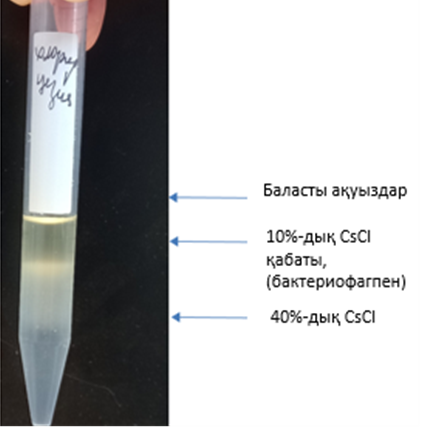 Баласты ақуыздар
10%-дық CsCl
қабаты,
(бактериофагпен)
40%-дық CsCl